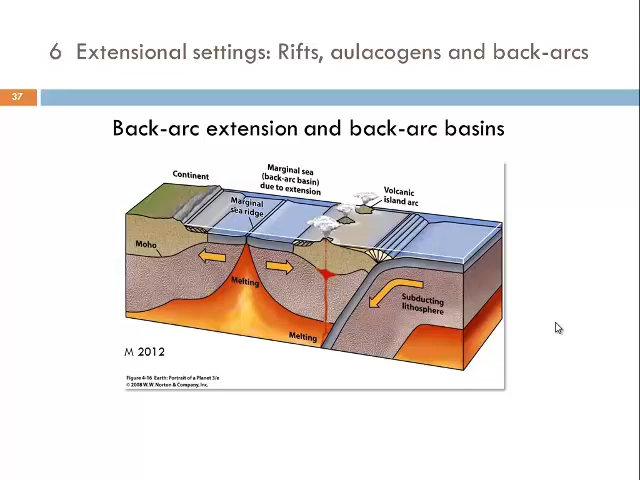 6 Extensional settings: Rifts, aulacogens and back-arcs
37
Back-arc extension and back-arc basins
Continent
Marginal sea
(back-arc basin)
due to extension
Volcanic
island arc
Marginal
sea ridge
Moho
Melting
Subducting
lithosphere
Melting
M 2012
Figure 4-16 Earth: Portrait of a Planet 3/e
© 2008 W. W. Norton & Company, Inc.